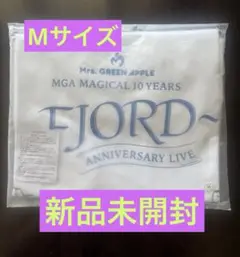 Mサイズ
Mrs. GREEN APPLE
MGA MAGICAL 10 YEARS
FJORD~
ANNIVERSARY LIVE
新品未開封